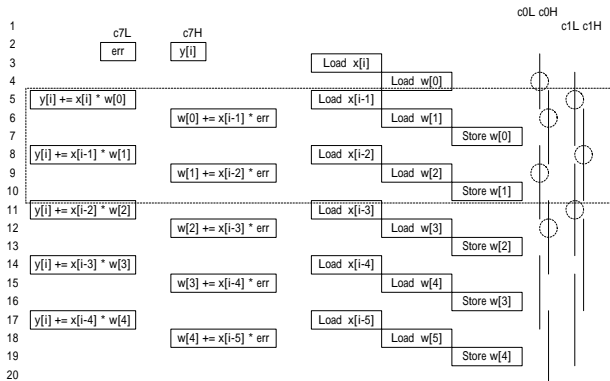 c0L c0H
c1L c1H
1
c7L c7H
2 err y[i]
3 Load x[i]
4 Load w[0]
5 y[i] += x[i] * w[0] Load x[i-1]
6 w[0] += x[i-1] * err Load w[1]
7 Store w[0]
8 y[i] += x[i-1] * w[1] Load x[i-2]
9 w[1] += x[i-2] * err Load w[2]
10 Store w[1]
11 y[i] += x[i-2] * w[2] Load x[i-3]
12 w[2] += x[i-3] * err Load w[3]
13 Store w[2]
14 y[i] += x[i-3] * w[3] Load x[i-4]
15 w[3] += x[i-4] * err Load w[4]
16 Store w[3]
17 y[i] += x[i-4] * w[4] Load x[i-5]
18 w[4] += x[i-5] * err Load w[5]
19 Store w[4]
20